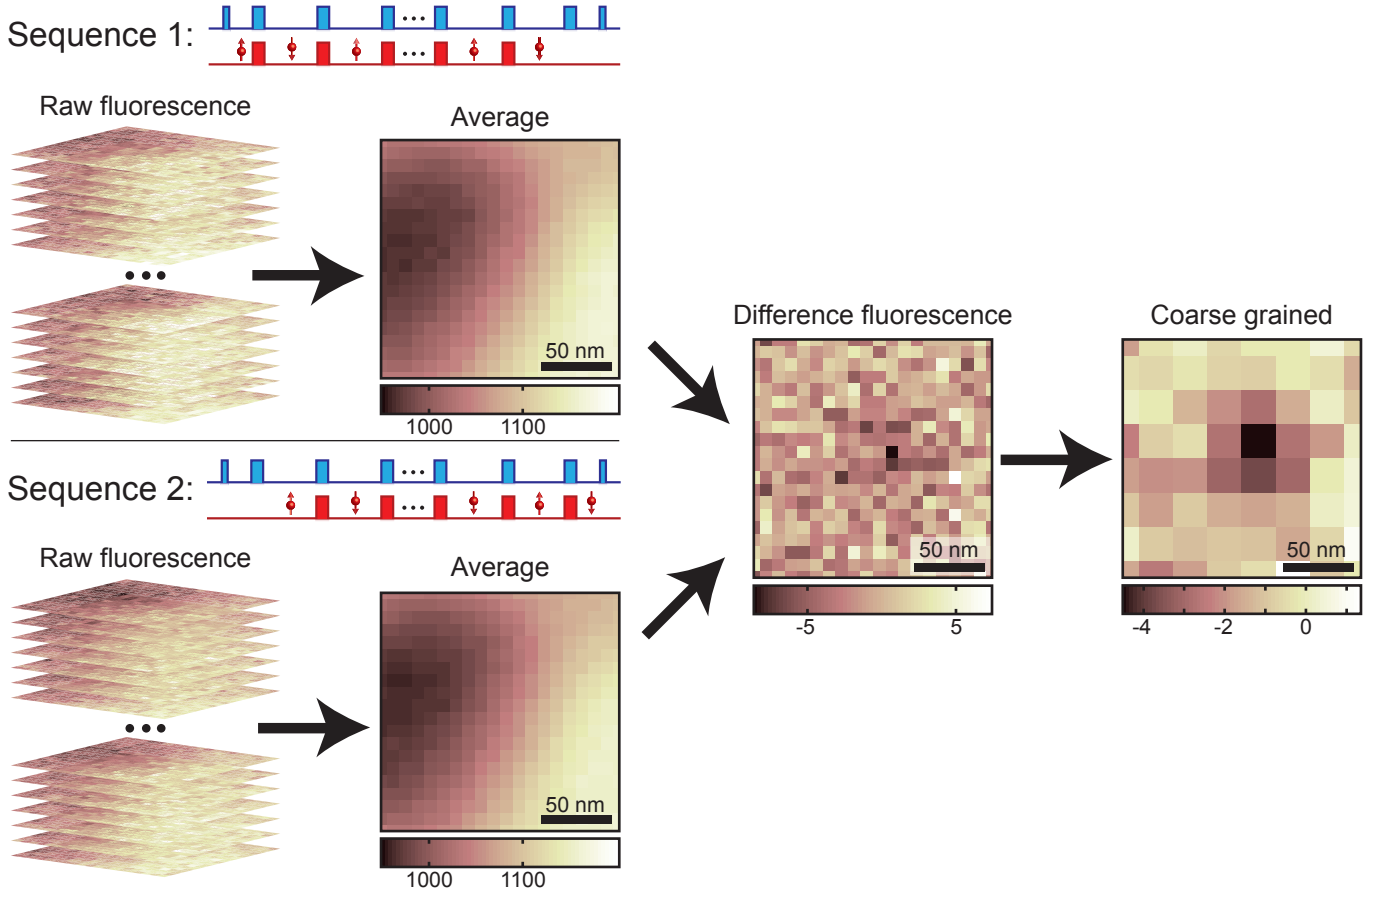 Sequence 1:
Raw fluorescence
Average
50 nm
1000 1100
Difference fluorescence
50 nm
-5 5
Coarse grained
50 nm
-4 -2 0
Sequence 2:
Raw fluorescence
Average
50 nm
1000 1100